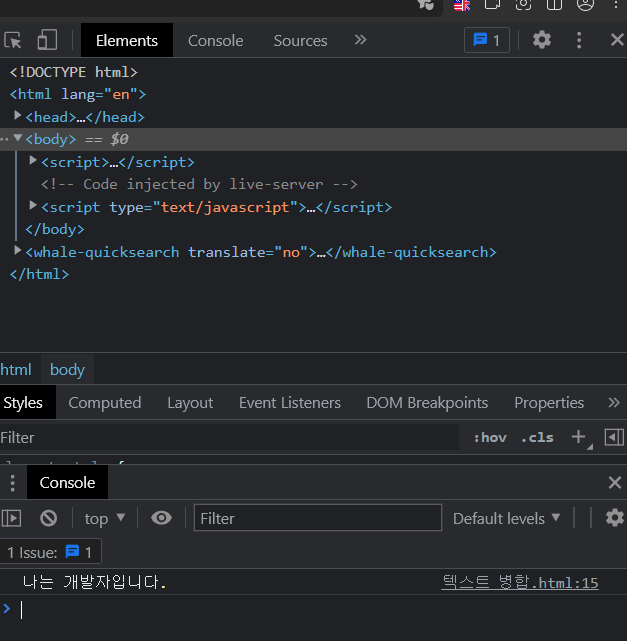 Elements Console Sources » 1
<!DOCTYPE html>
<html lang="en">
<head>…</head>
<body> == $0
<script>…</script>
<!-- Code injected by live-server -->
<script type="text/javascript">…</script>
</body>
<whale-quicksearch translate="no">…</whale-quicksearch>
</html>
html body
Styles Computed Layout Event Listeners DOM Breakpoints Properties »
Filter :hov .cls +
Console
top Filter Default levels
1 Issue: 1
나는 개발자입니다. 텍스트 병합.html:15
>